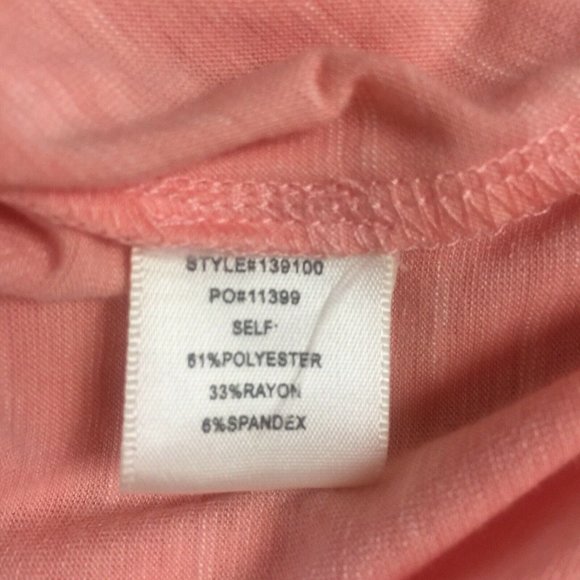 STYLE#139100
PO#11399
SELF:
61%POLYESTER
33%RAYON
6%SPANDEX